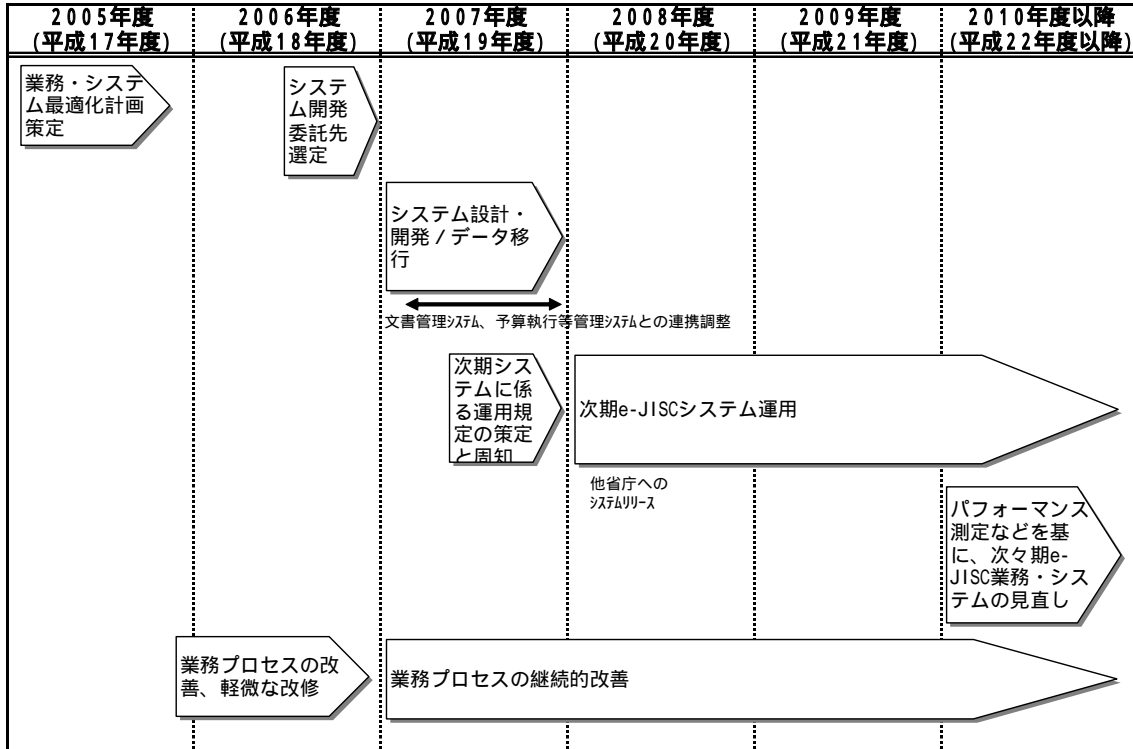 2005年度
(平成17年度)
2006年度
(平成18年度)
2007年度
(平成19年度)
2008年度
(平成20年度)
2009年度
(平成21年度)
2010年度以降
(平成22年度以降)
業務・システ
ム最適化計画
策定
システ
ム開発
委託先
選定
システム設計・
開発／データ移
行
文書管理ｼｽﾃﾑ、予算執行等管理ｼｽﾃﾑとの連携調整
次期シス
テムに係
る運用規
定の策定
と周知
次期e-JISCシステム運用
他省庁への
ｼｽﾃﾑﾘﾘｰｽ
パフォーマンス
測定などを基
に、次々期e-
JISC業務・シス
テムの見直し
業務プロセスの改
善、軽微な改修
業務プロセスの継続的改善